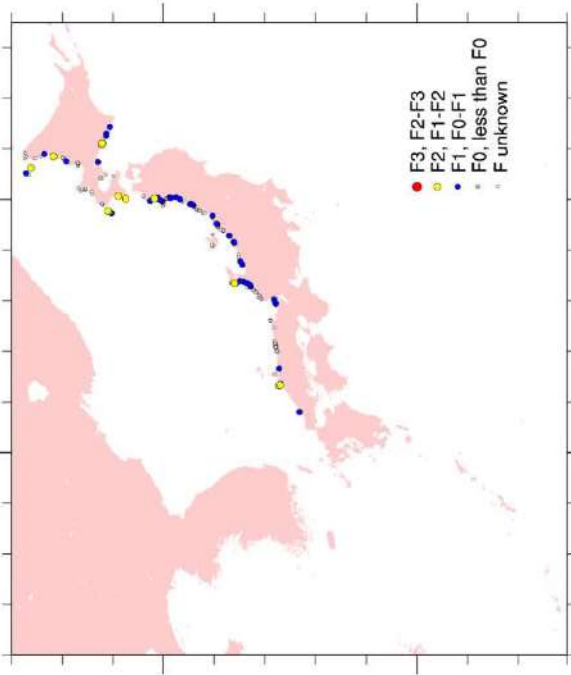 F3, F2-F3
F2, F1-F2
F1, F0-F1
F0, less than F0
F unknown